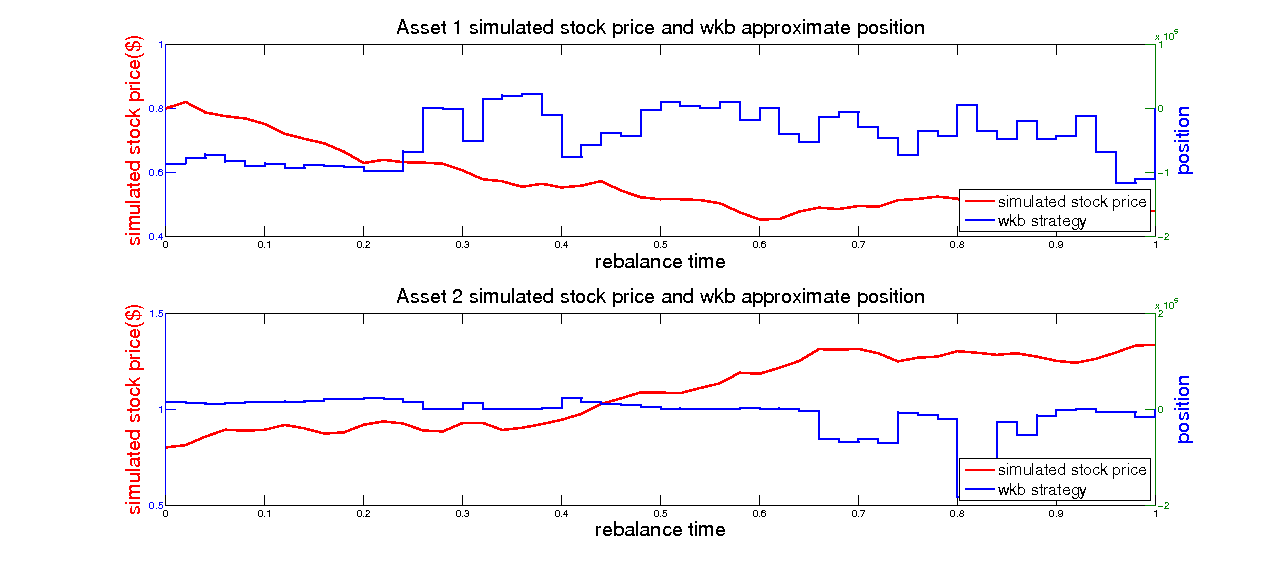 Asset 1 simulated stock price and wkb approximate position
x 10⁵
1 1
0.8 0
0.6 -1
0.4 -2
simulated stock price($)
position
simulated stock price
wkb strategy
0 0.1 0.2 0.3 0.4 0.5 0.6 0.7 0.8 0.9 1
rebalance time
Asset 2 simulated stock price and wkb approximate position
1.5 2
1 0
0.5 -2
simulated stock price($)
position
simulated stock price
wkb strategy
0 0.1 0.2 0.3 0.4 0.5 0.6 0.7 0.8 0.9 1
rebalance time